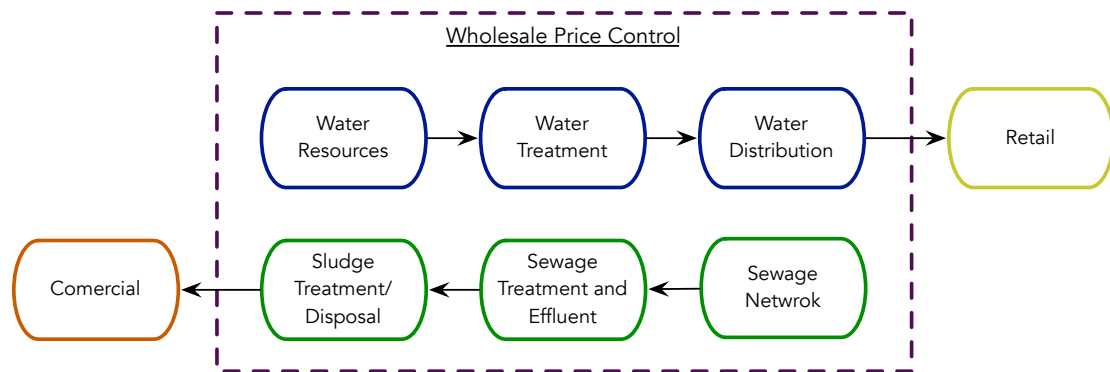 Wholesale Price Control
Water
Resources
Water
Treatment
Water
Distribution
Retail
Comercial
Sludge
Treatment/
Disposal
Sewage
Treatment and
Effluent
Sewage
Netwrok